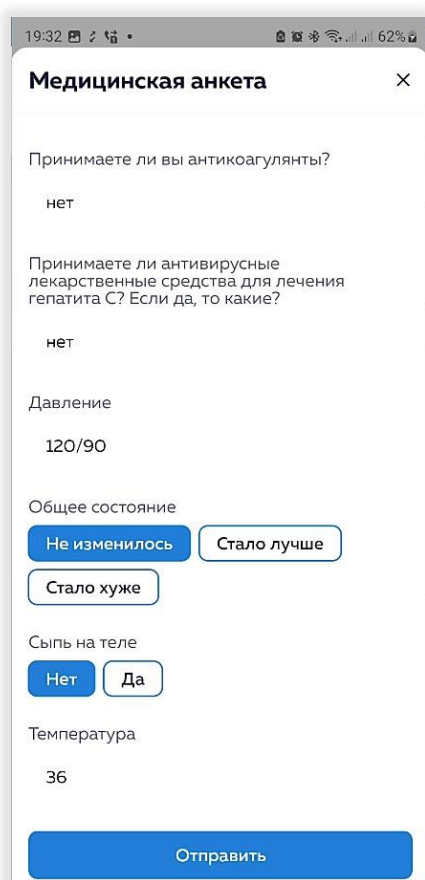 19:32 62%
Медицинская анкета
Принимаете ли вы антикоагулянты?
нет
Принимаете ли антивирусные
лекарственные средства для лечения
гепатита С? Если да, то какие?
нет
Давление
120/90
Общее состояние
Не изменилось Стало лучше
Стало хуже
Сыпь на теле
Нет Да
Температура
36
Отправить